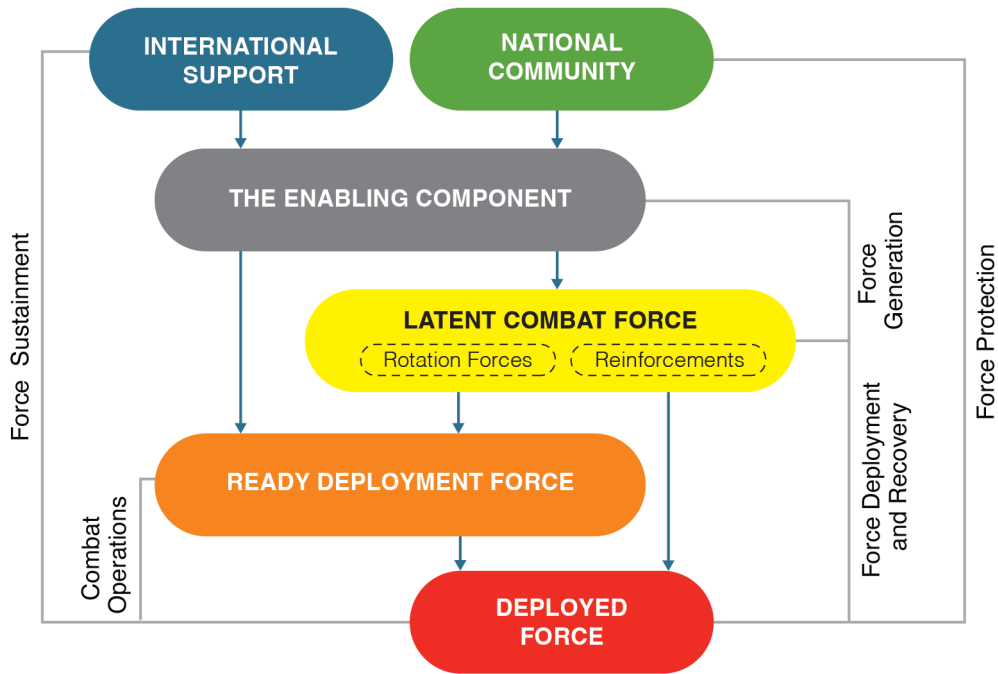 INTERNATIONAL
SUPPORT
NATIONAL
COMMUNITY
THE ENABLING COMPONENT
LATENT COMBAT FORCE
Rotation Forces
Reinforcements
READY DEPLOYMENT FORCE
DEPLOYED
FORCE
Force Sustainment
Combat
Operations
Force
Generation
Force Deployment
and Recovery
Force Protection